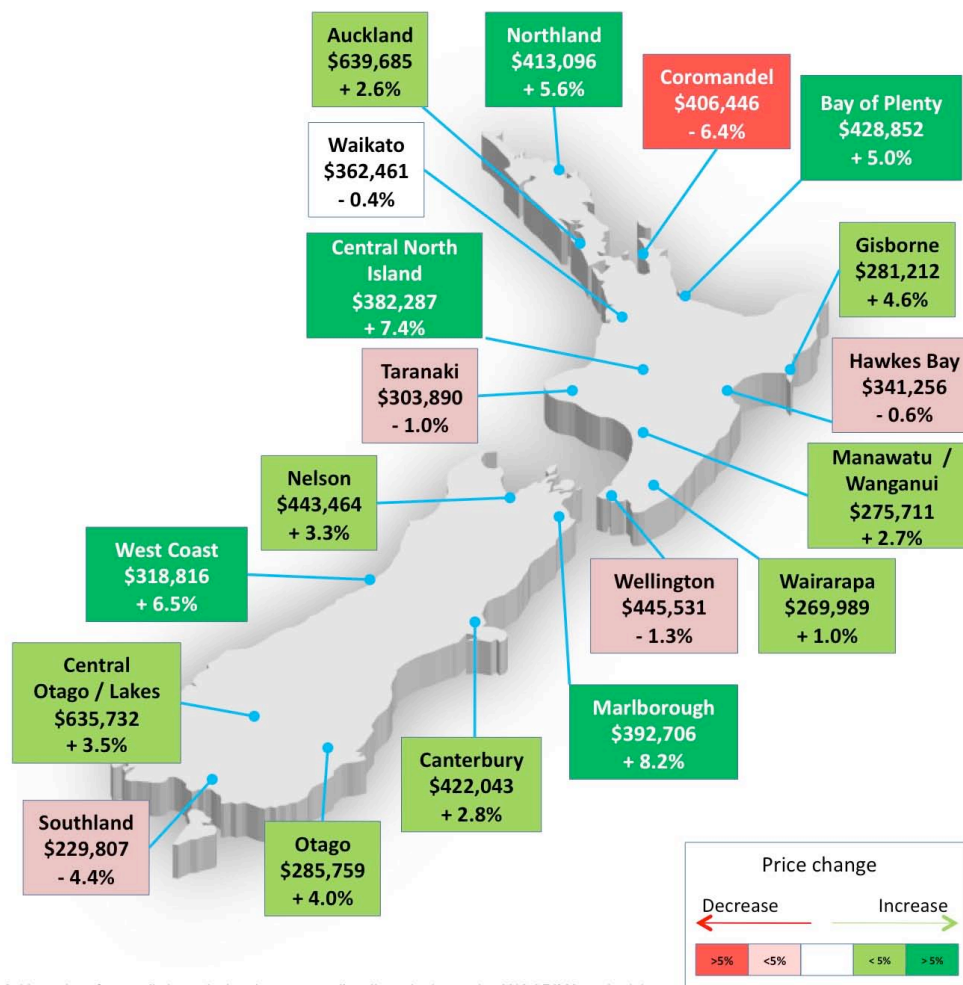 Auckland
$639,685
+ 2.6%
Northland
$413,096
+ 5.6%
Coromandel
$406,446
- 6.4%
Bay of Plenty
$428,852
+ 5.0%
Waikato
$362,461
- 0.4%
Central North
Island
$382,287
+ 7.4%
Gisborne
$281,212
+ 4.6%
Taranaki
$303,890
- 1.0%
Hawkes Bay
$341,256
- 0.6%
Nelson
$443,464
+ 3.3%
Manawatu /
Wanganui
$275,711
+ 2.7%
West Coast
$318,816
+ 6.5%
Wellington
$445,531
- 1.3%
Wairarapa
$269,989
+ 1.0%
Central
Otago / Lakes
$635,732
+ 3.5%
Marlborough
$392,706
+ 8.2%
Canterbury
$422,043
+ 2.8%
Southland
$229,807
- 4.4%
Otago
$285,759
+ 4.0%
Price change
Decrease Increase
>5% <5% < 5% > 5%